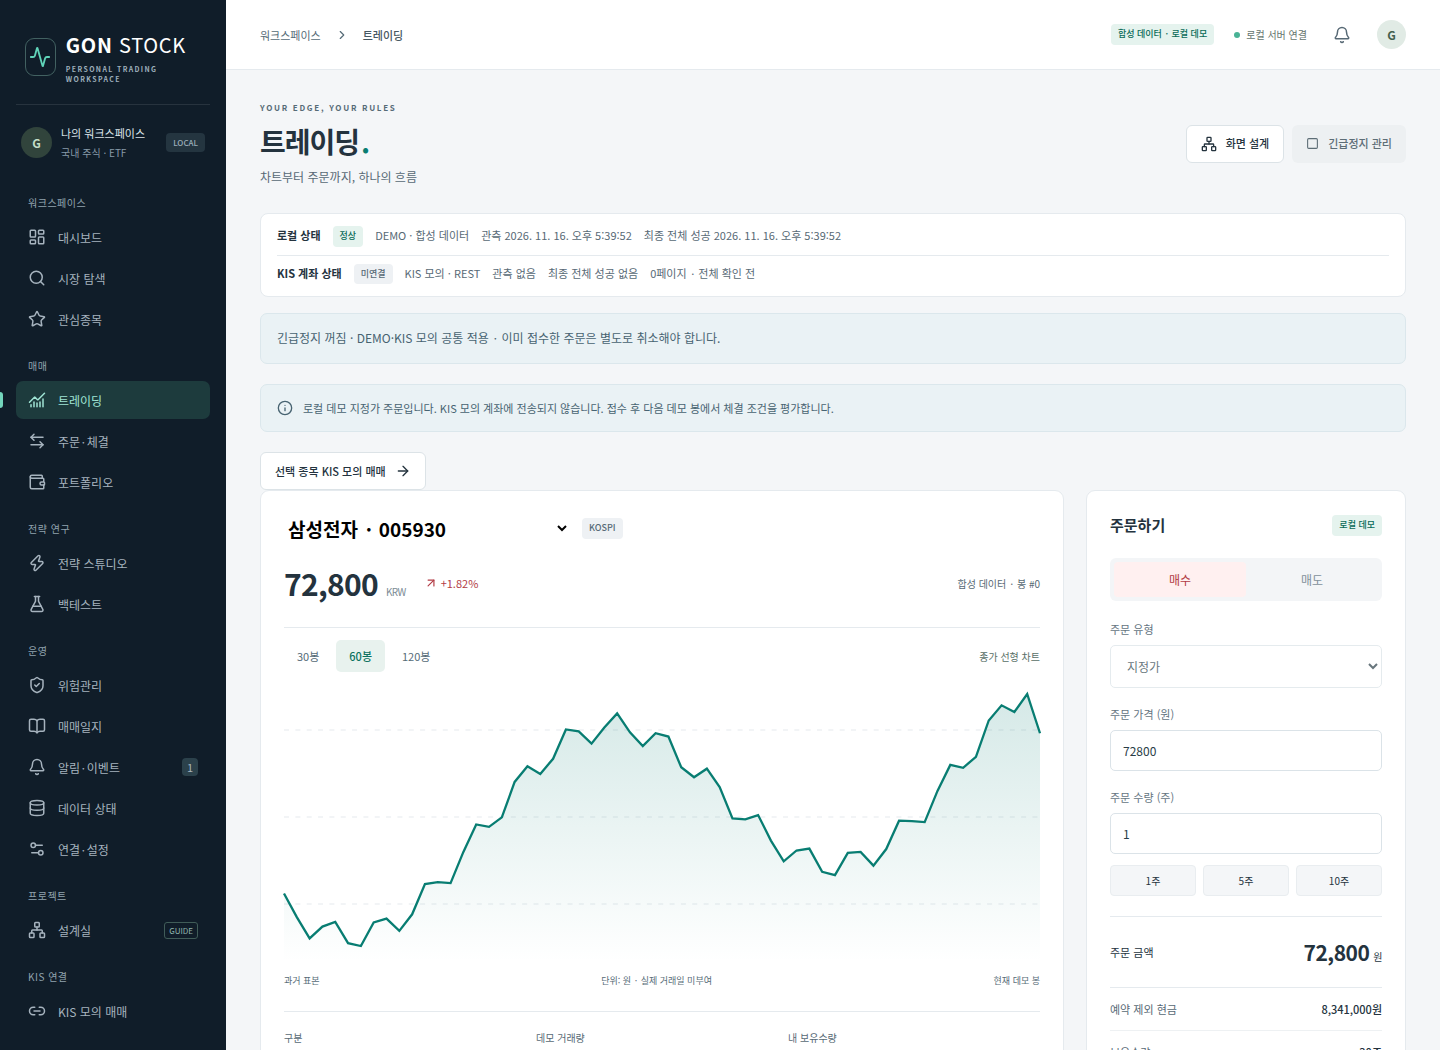 GON STOCK
PERSONAL TRADING
WORKSPACE
G
나의 워크스페이스
국내 주식 · ETF
LOCAL
워크스페이스
대시보드
시장 탐색
관심종목
매매
트레이딩
주문·체결
포트폴리오
전략 연구
전략 스튜디오
백테스트
운영
위험관리
매매일지
알림·이벤트
1
데이터 상태
연결·설정
프로젝트
설계실
GUIDE
KIS 연결
KIS 모의 매매
워크스페이스
트레이딩
합성 데이터 · 로컬 데모
로컬 서버 연결
G
YOUR EDGE, YOUR RULES
트레이딩.
차트부터 주문까지, 하나의 흐름
화면 설계
긴급정지 관리
로컬 상태 정상 DEMO · 합성 데이터 관측 2026. 11. 16. 오후 5:39:52 최종 전체 성공 2026. 11. 16. 오후 5:39:52
KIS 계좌 상태 미연결 KIS 모의 · REST 관측 없음 최종 전체 성공 없음 0페이지 · 전체 확인 전
긴급정지 꺼짐 · DEMO·KIS 모의 공통 적용 · 이미 접수한 주문은 별도로 취소해야 합니다.
로컬 데모 지정가 주문입니다. KIS 모의 계좌에 전송되지 않습니다. 접수 후 다음 데모 봉에서 체결 조건을 평가합니다.
선택 종목 KIS 모의 매매
삼성전자 · 005930
KOSPI
72,800 KRW
+1.82%
합성 데이터 · 봉 #0
30봉
60봉
120봉
종가 선형 차트
과거 표본
단위: 원 · 실제 거래일 미부여
현재 데모 봉
구분
데모 거래량
내 보유수량
주문하기
로컬 데모
매수
매도
주문 유형
지정가
주문 가격 (원)
72800
주문 수량 (주)
1
1주
5주
10주
주문 금액
72,800 원
예약 제외 현금
8,341,000원